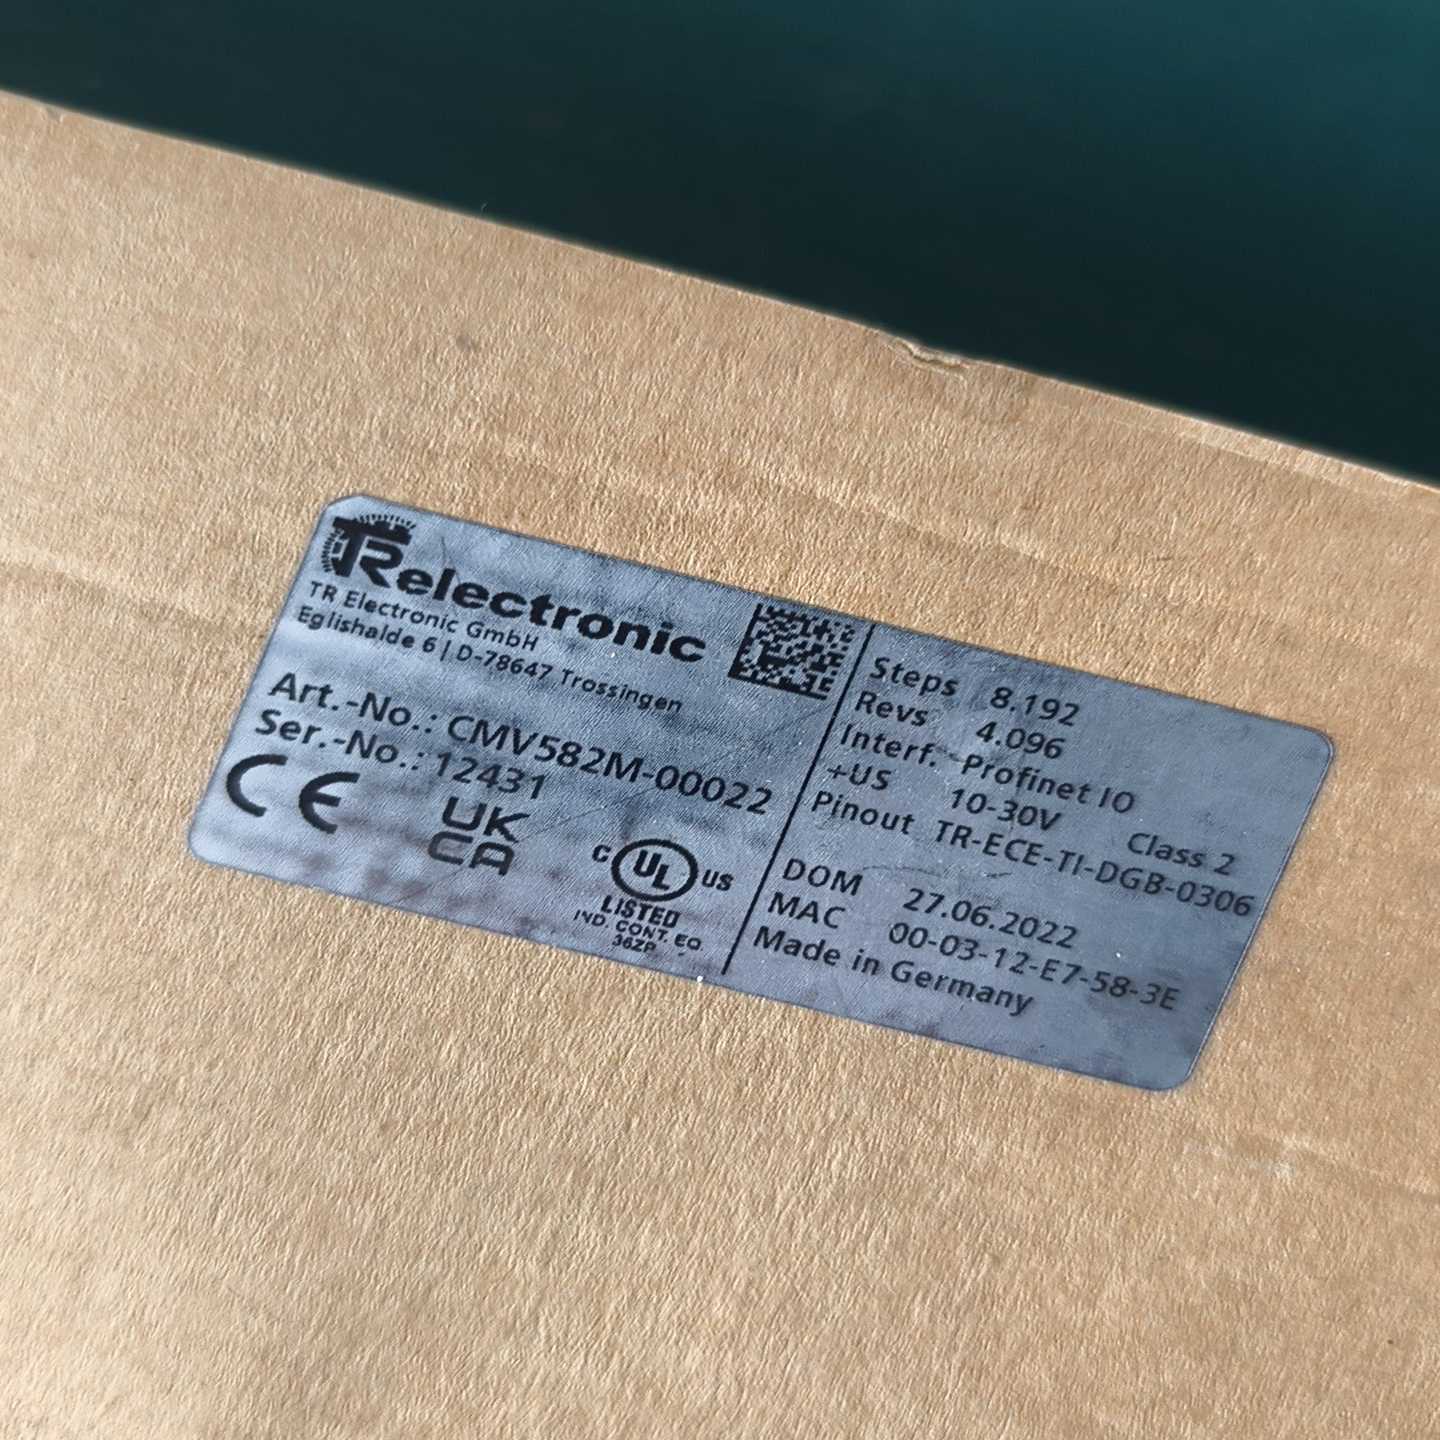 TRelectronic
TR Electronic GmbH
Eglishalde 6 | D-78647 Trossingen
Art.-No.: CMV582M-00022
Ser.-No.: 12431
CE
UK
CA
C UL US
LISTED
IND. CONT. EQ.
36ZP
Steps 8.192
Revs 4.096
Interf. Profinet IO
+US 10-30V Class 2
Pinout TR-ECE-TI-DGB-0306
DOM 27.06.2022
MAC 00-03-12-E7-58-3E
Made in Germany